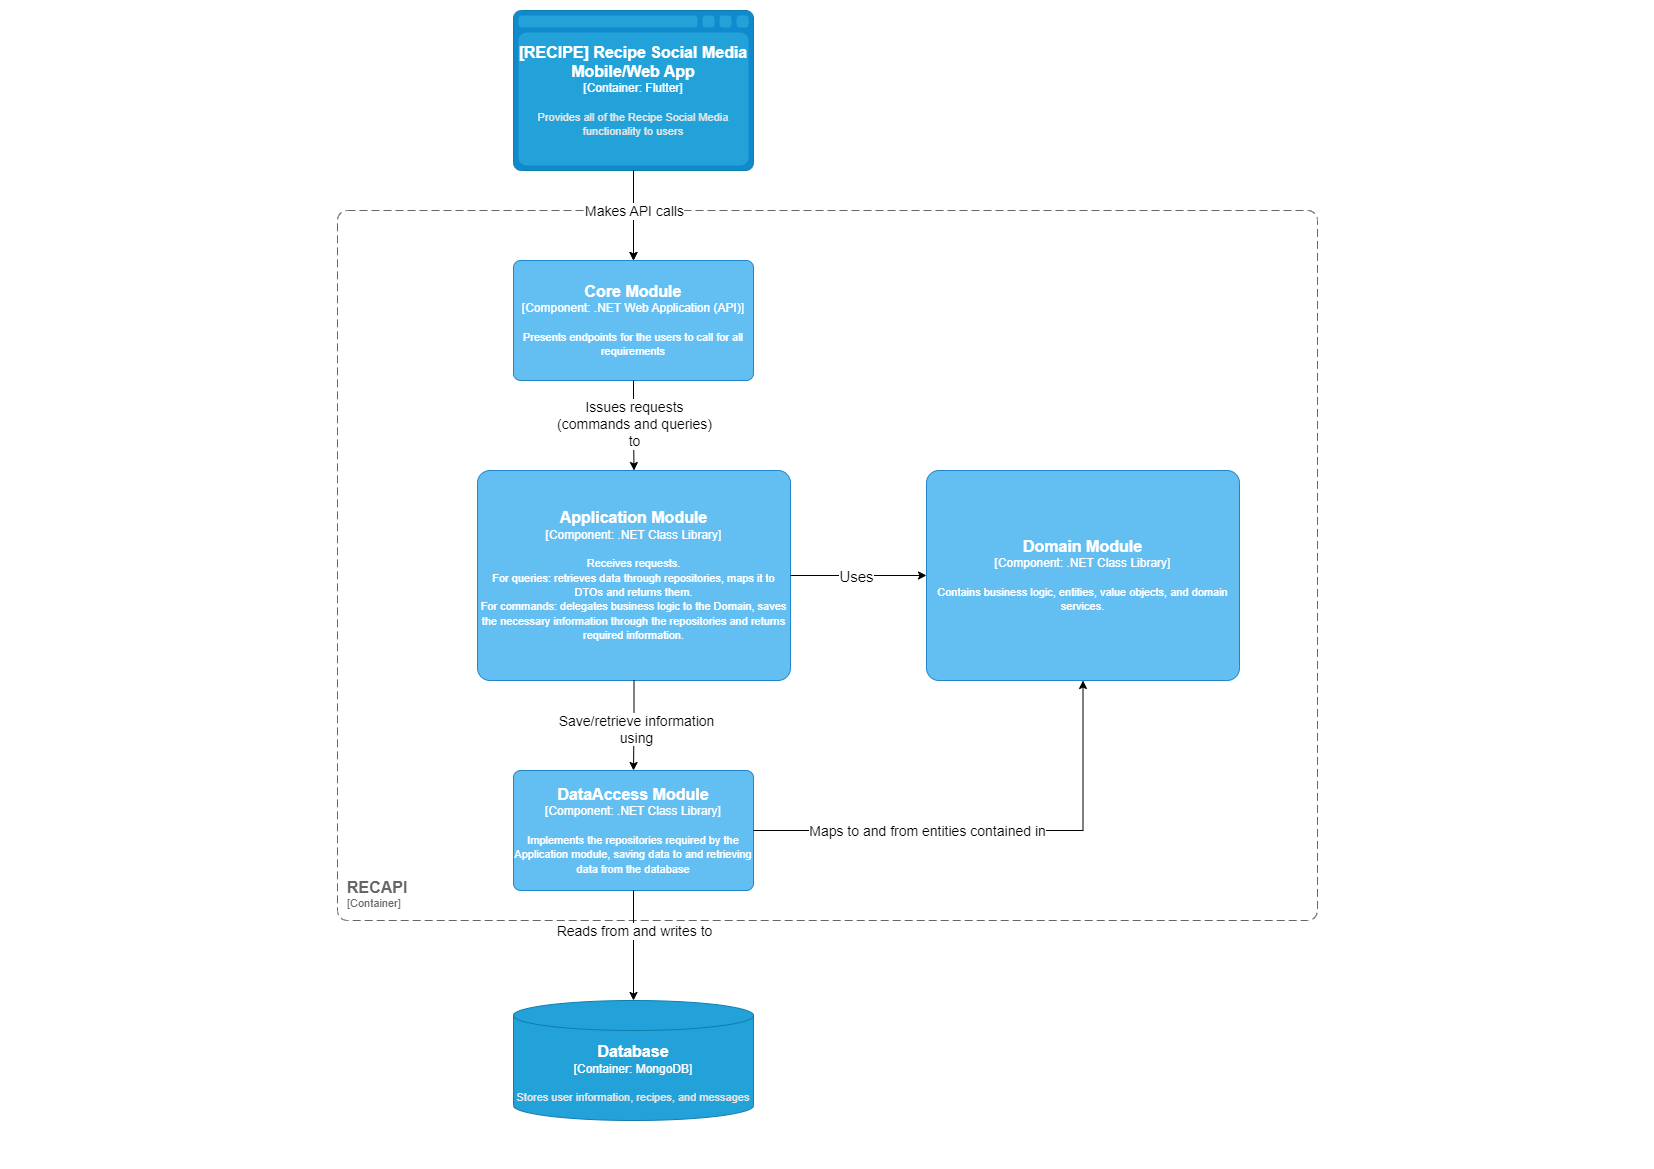 [RECIPE] Recipe Social Media
Mobile/Web App
[Container: Flutter]
Provides all of the Recipe Social Media
functionality to users
Makes API calls
Core Module
[Component: .NET Web Application (API)]
Presents endpoints for the users to call for all
requirements
Issues requests
(commands and queries)
to
Application Module
[Component: .NET Class Library]
Receives requests.
For queries: retrieves data through repositories, maps it to
DTOs and returns them.
For commands: delegates business logic to the Domain, saves
the necessary information through the repositories and returns
required information.
Uses
Domain Module
[Component: .NET Class Library]
Contains business logic, entities, value objects, and domain
services.
Save/retrieve information
using
DataAccess Module
[Component: .NET Class Library]
Implements the repositories required by the
Application module, saving data to and retrieving
data from the database
Maps to and from entities contained in
RECAPI
[Container]
Reads from and writes to
Database
[Container: MongoDB]
Stores user information, recipes, and messages